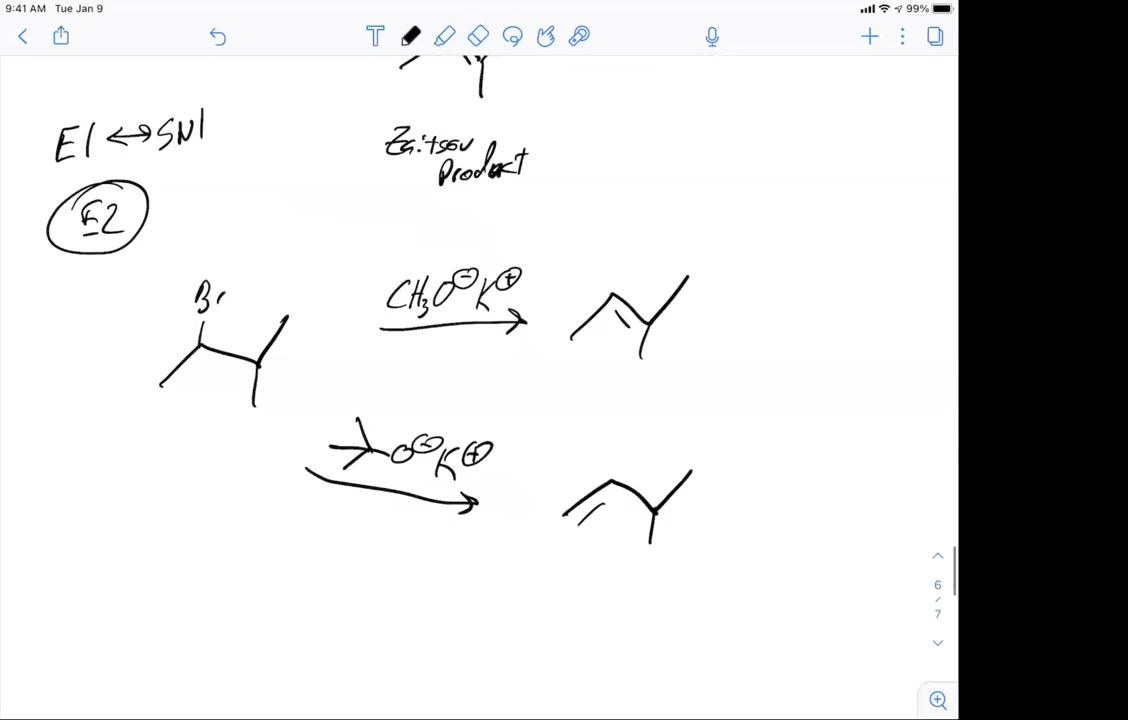 9:41 AM Tue Jan 9
99%
E1 ↔ SN1
Zaitsev
Product
E2
Br
CH₃O⊖K⊕
O⊖K⊕
6
/
7